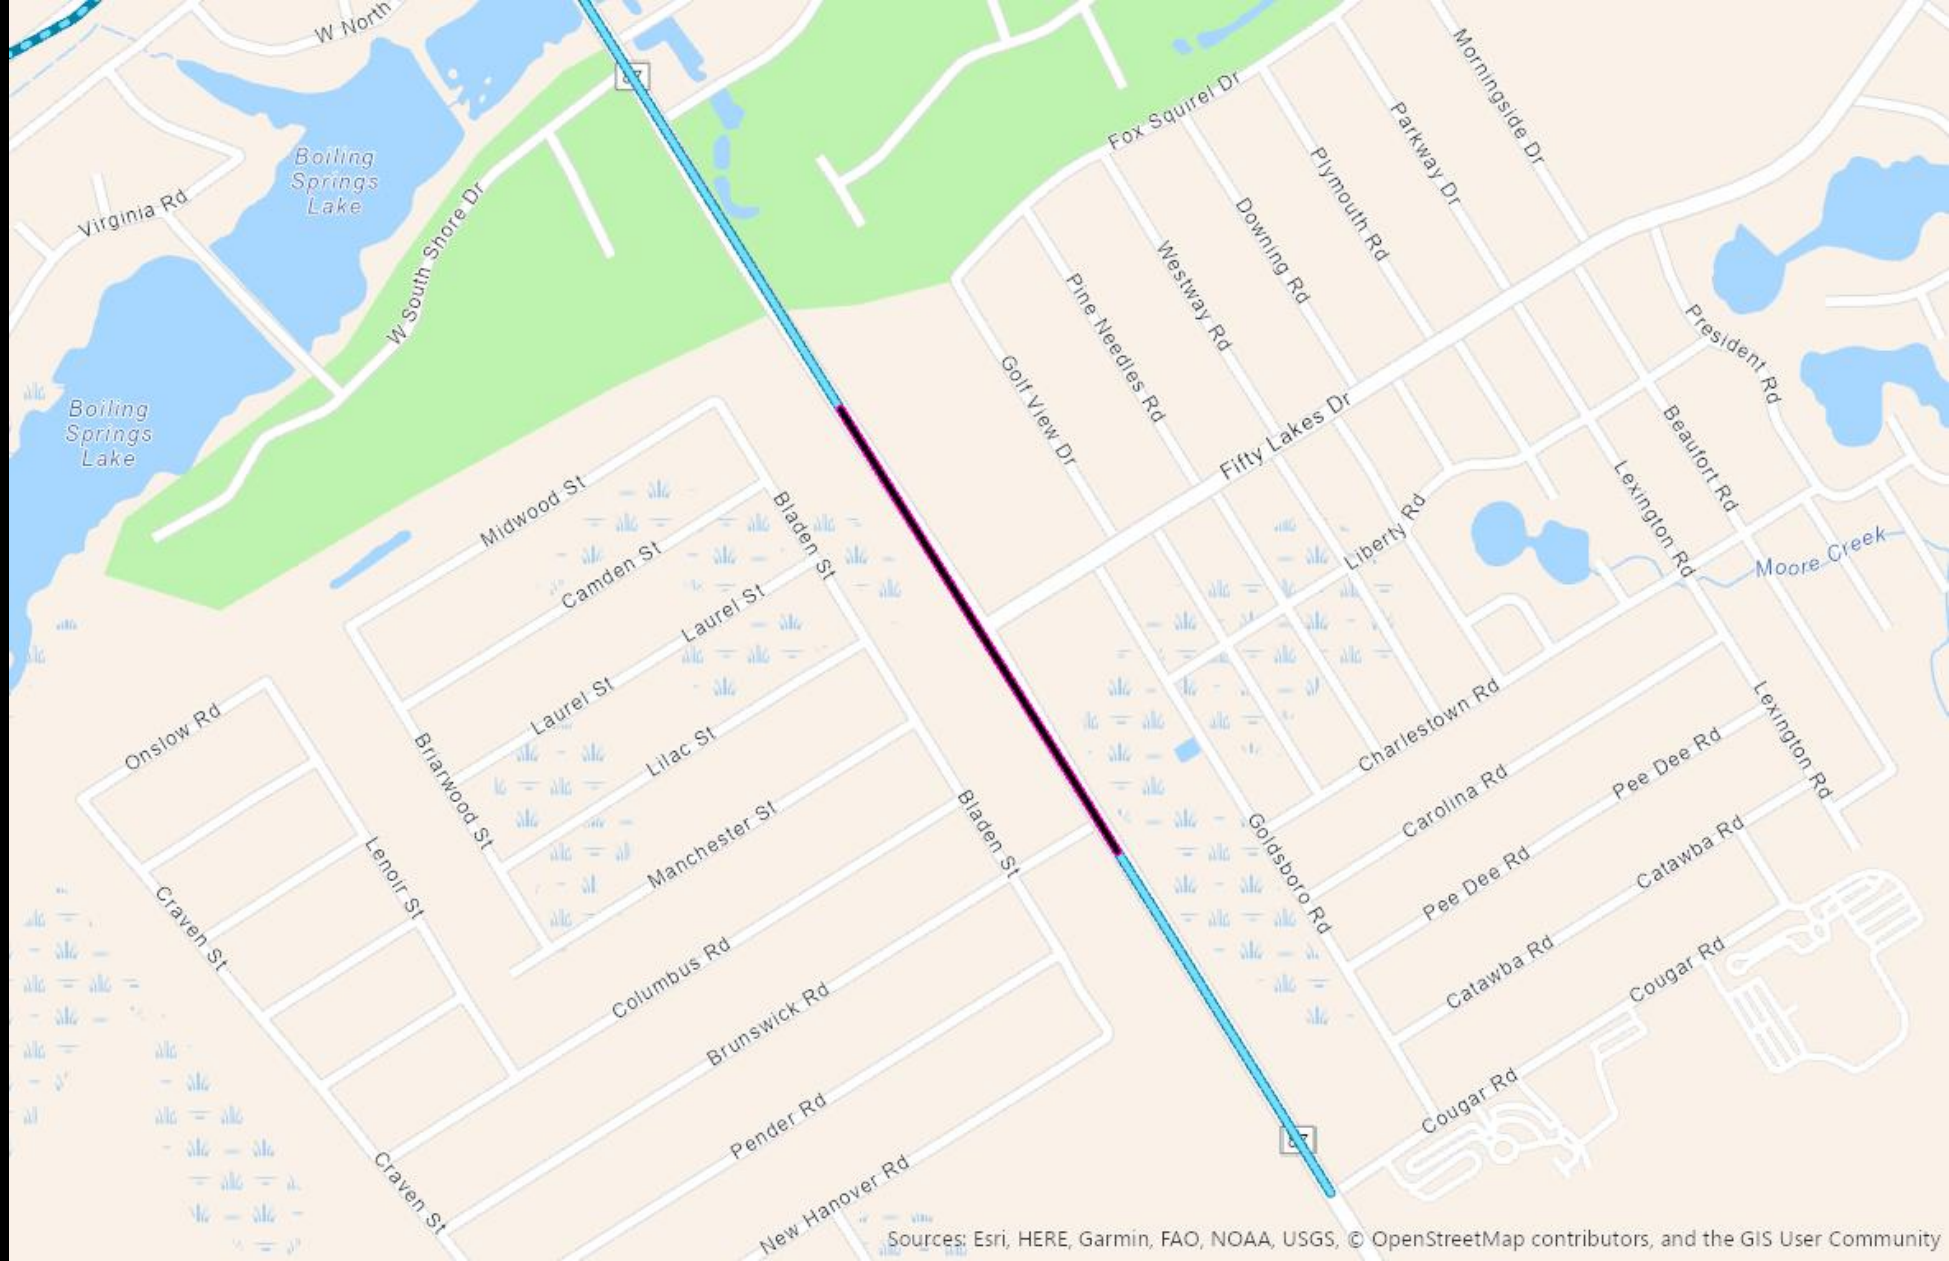 W North
87
Morningside Dr
Fox Squirrel Dr
Parkway Dr
Boiling
Springs
Lake
Plymouth Rd
Virginia Rd
W South Shore Dr
Downing Rd
Westway Rd
Pine Needles Rd
President Rd
Golf View Dr
Boiling
Springs
Lake
Fifty Lakes Dr
Beaufort Rd
Lexington Rd
Midwood St
Bladen St
Liberty Rd
Camden St
Moore Creek
Laurel St
Laurel St
Onslow Rd
Charlestown Rd
Lexington Rd
Lilac St
Briarwood St
Pee Dee Rd
Carolina Rd
Manchester St
Bladen St
Goldsboro Rd
Catawba Rd
Lenoir St
Pee Dee Rd
Craven St
Columbus Rd
Catawba Rd
Cougar Rd
Brunswick Rd
Cougar Rd
Pender Rd
87
Craven St
New Hanover Rd
Sources: Esri, HERE, Garmin, FAO, NOAA, USGS, © OpenStreetMap contributors, and the GIS User Community